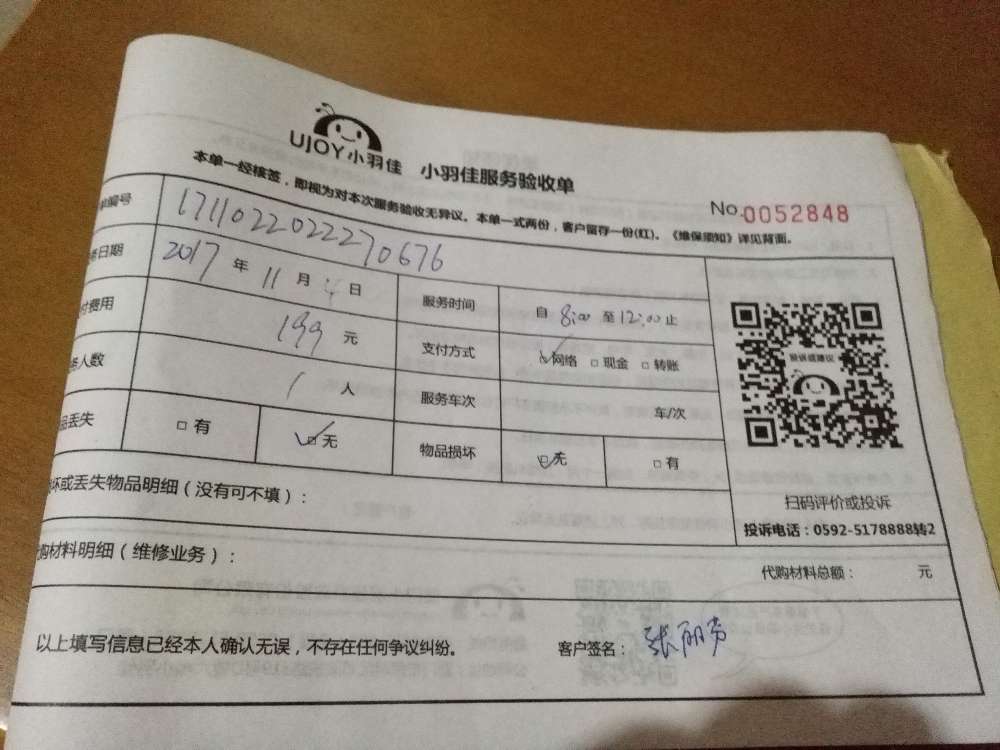 UJOY小羽佳 小羽佳服务验收单
本单一经核签，即视为对本次服务验收无异议。本单一式两份，客户留存一份(红)。《维保须知》详见背面。
No.0052848
单编号 171102202270676
务日期 2017 年 11 月 4 日 服务时间 自 8:00 至 12:00 止
付费用 199 元 支付方式 网络 现金 转账
务人数 1 人 服务车次 车/次
品丢失 有 无 物品损坏 无 有
投诉或建议
扫码评价或投诉
投诉电话：0592-5178888转2
坏或丢失物品明细（没有可不填）：
代购材料明细（维修业务）：
代购材料总额： 元
以上填写信息已经本人确认无误，不存在任何争议纠纷。
客户签名：张丽芳